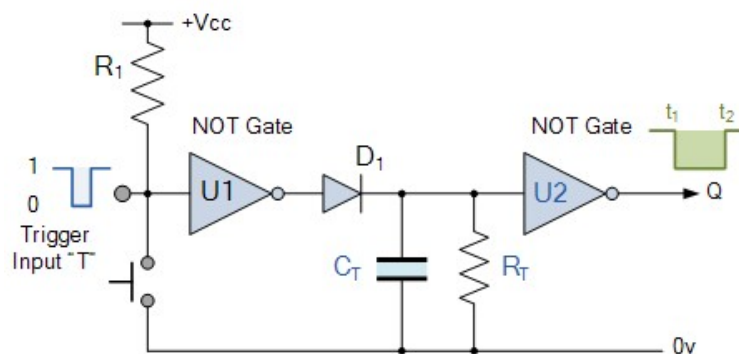 +Vcc
R1
NOT Gate
NOT Gate
t1 t2
D1
1
0
U1
U2
Q
Trigger
Input "T"
CT
RT
0v